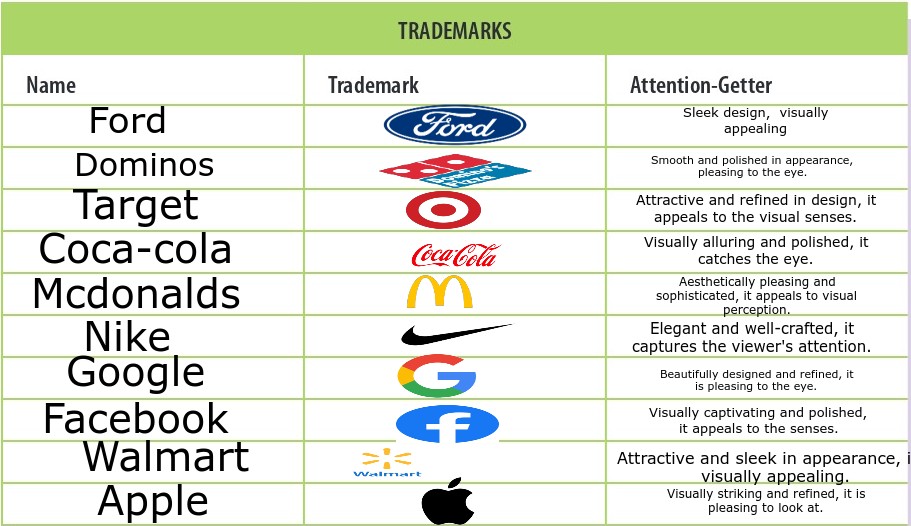 TRADEMARKS
Name Trademark Attention-Getter
Ford Ford Sleek design, visually
appealing
Dominos Domino's
Pizza Smooth and polished in appearance,
pleasing to the eye.
Target Attractive and refined in design, it
appeals to the visual senses.
Coca-cola Coca-Cola Visually alluring and polished, it
catches the eye.
Mcdonalds Aesthetically pleasing and
sophisticated, it appeals to visual
perception.
Nike Elegant and well-crafted, it
captures the viewer's attention.
Google G Beautifully designed and refined, it
is pleasing to the eye.
Facebook f Visually captivating and polished,
it appeals to the senses.
Walmart Walmart Attractive and sleek in appearance, i
visually appealing.
Apple Visually striking and refined, it is
pleasing to look at.